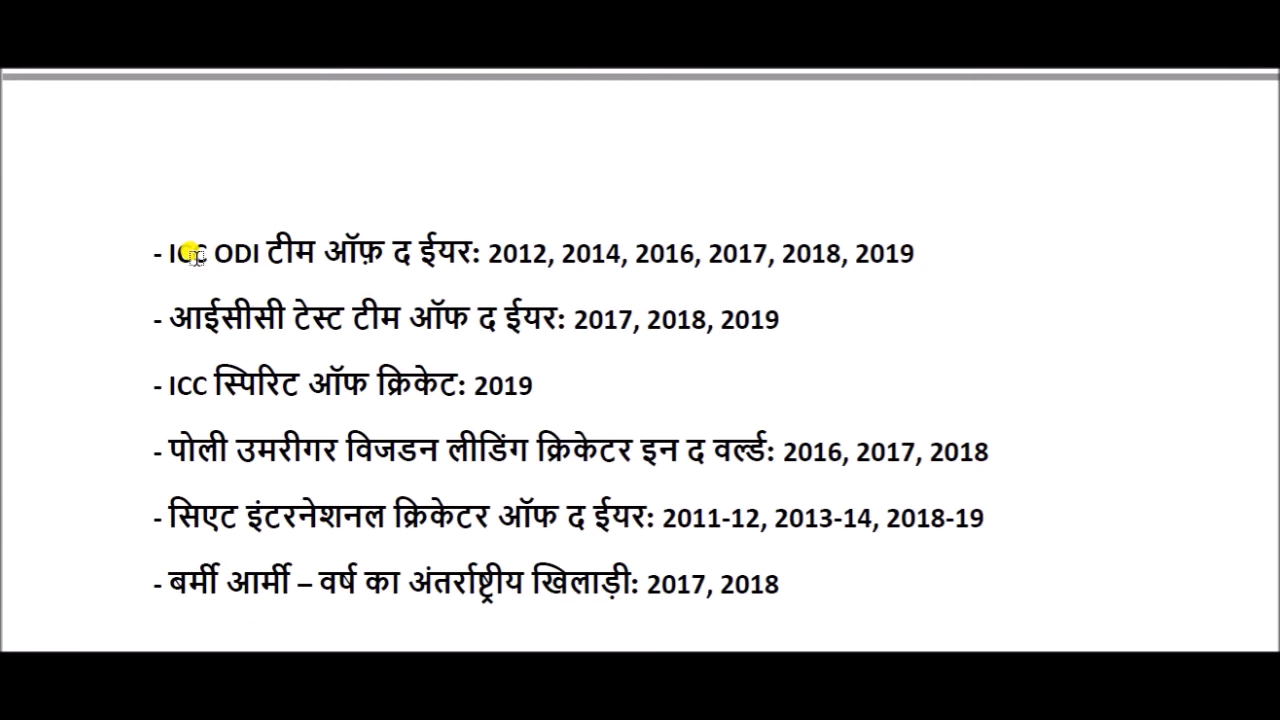 - ICC ODI टीम ऑफ़ द ईयर: 2012, 2014, 2016, 2017, 2018, 2019
- आईसीसी टेस्ट टीम ऑफ द ईयर: 2017, 2018, 2019
- ICC स्पिरिट ऑफ क्रिकेट: 2019
- पोली उमरीगर विजडन लीडिंग क्रिकेटर इन द वर्ल्ड: 2016, 2017, 2018
- सिएट इंटरनेशनल क्रिकेटर ऑफ द ईयर: 2011-12, 2013-14, 2018-19
- बर्मी आर्मी – वर्ष का अंतर्राष्ट्रीय खिलाड़ी: 2017, 2018